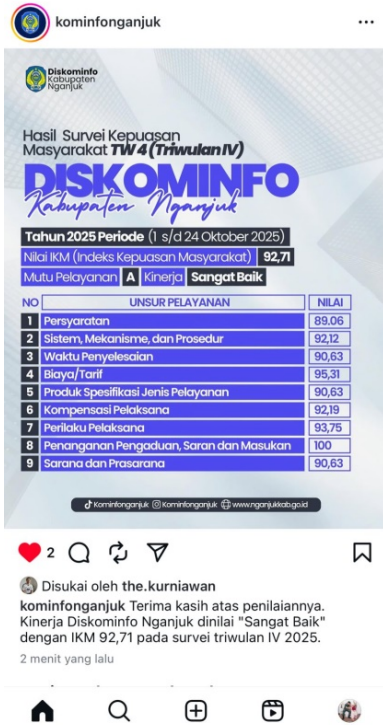 kominfonganjuk
Diskominfo
Kabupaten
Nganjuk
Hasil Survei Kepuasan
Masyarakat TW 4 (Triwulan IV)
DISKOMINFO
Kabupaten Nganjuk
Tahun 2025 Periode (1 s/d 24 Oktober 2025)
Nilai IKM (Indeks Kepuasan Masyarakat) 92,71
Mutu Pelayanan A Kinerja Sangat Baik
NO UNSUR PELAYANAN NILAI
1 Persyaratan 89.06
2 Sistem, Mekanisme, dan Prosedur 92,12
3 Waktu Penyelesaian 90,63
4 Biaya/Tarif 95,31
5 Produk Spesifikasi Jenis Pelayanan 90,63
6 Kompensasi Pelaksana 92,19
7 Perilaku Pelaksana 93,75
8 Penanganan Pengaduan, Saran dan Masukan 100
9 Sarana dan Prasarana 90,63
Kominfonganjuk Kominfonganjuk www.nganjukkab.go.id
2
Disukai oleh the.kurniawan
kominfonganjuk Terima kasih atas penilaiannya.
Kinerja Diskominfo Nganjuk dinilai "Sangat Baik"
dengan IKM 92,71 pada survei triwulan IV 2025.
2 menit yang lalu